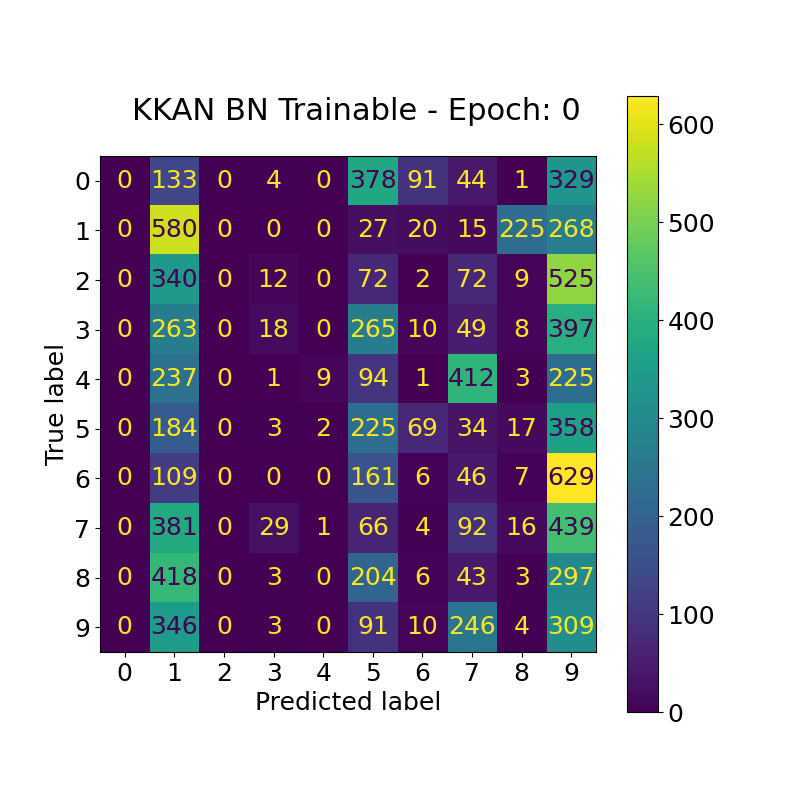 KKAN BN Trainable - Epoch: 0
0 0 133 0 4 0 378 91 44 1 329
1 0 580 0 0 0 27 20 15 225 268
2 0 340 0 12 0 72 2 72 9 525
3 0 263 0 18 0 265 10 49 8 397
4 0 237 0 1 9 94 1 412 3 225
5 0 184 0 3 2 225 69 34 17 358
6 0 109 0 0 0 161 6 46 7 629
7 0 381 0 29 1 66 4 92 16 439
8 0 418 0 3 0 204 6 43 3 297
9 0 346 0 3 0 91 10 246 4 309
0 1 2 3 4 5 6 7 8 9
Predicted label
True label
600
500
400
300
200
100
0